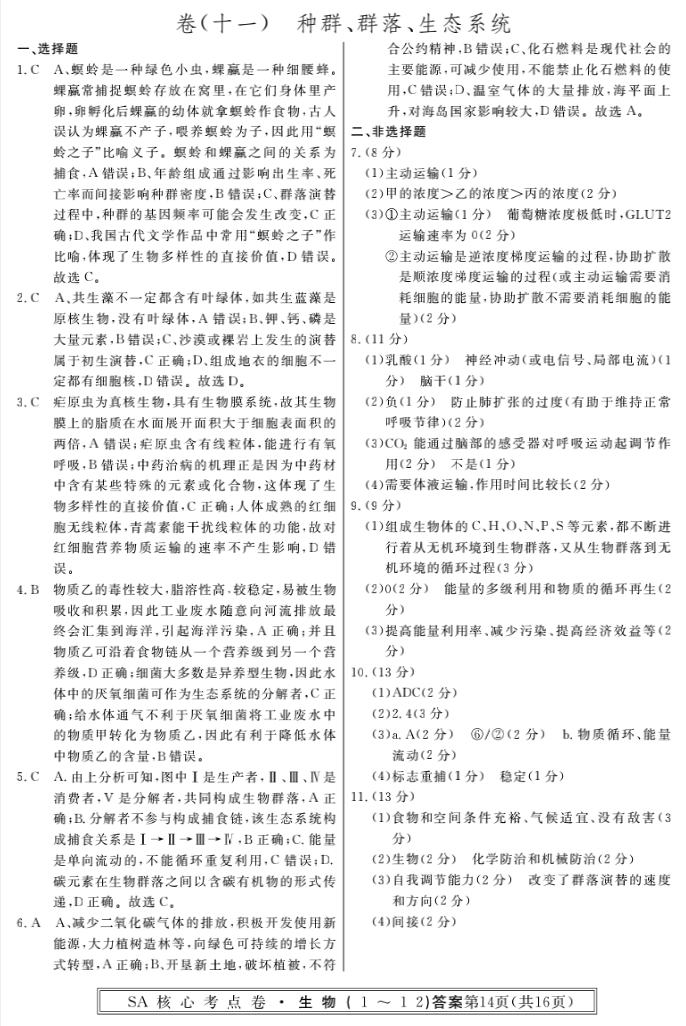 卷(十一)　种群、群落、生态系统
一、选择题
1. C　A、螟蛉是一种绿色小虫,蜾蠃是一种细腰蜂。
蜾蠃常捕捉螟蛉存放在窝里,在它们身体里产
卵,卵孵化后蜾蠃的幼体就拿螟蛉作食物,古人
误认为蜾蠃不产子,喂养螟蛉为子,因此用“螟
蛉之子”比喻义子。螟蛉和蜾蠃之间的关系为
捕食,A 错误;B、年龄组成通过影响出生率、死
亡率而间接影响种群密度,B 错误;C、群落演替
过程中,种群的基因频率可能会发生改变,C 正
确;D、我国古代文学作品中常用“螟蛉之子”作
比喻,体现了生物多样性的直接价值,D 错误。
故选 C。
2. C　A、共生藻不一定都含有叶绿体,如共生蓝藻是
原核生物,没有叶绿体,A 错误;B、钾、钙、磷是
大量元素,B 错误;C、沙漠或裸岩上发生的演替
属于初生演替,C 正确;D、组成地衣的细胞不一
定都有细胞核,D 错误。故选 D。
3. C　疟原虫为真核生物,具有生物膜系统,故其生物
膜上的脂质在水面展开面积大于细胞表面积的
两倍,A 错误;疟原虫含有线粒体,能进行有氧
呼吸,B 错误;中药治病的机理正是因为中药材
中含有某些特殊的元素或化合物,这体现了生
物多样性的直接价值,C 正确;人体成熟的红细
胞无线粒体,青蒿素能干扰线粒体的功能,故对
红细胞营养物质运输的速率不产生影响,D 错
误。
4. B　物质乙的毒性较大,脂溶性高,较稳定,易被生物
吸收和积累,因此工业废水随意向河流排放最
终会汇集到海洋,引起海洋污染,A 正确;并且
物质乙可沿着食物链从一个营养级到另一个营
养级,D 正确;细菌大多数是异养型生物,因此水
体中的厌氧细菌可作为生态系统的分解者,C 正
确;给水体通气不利于厌氧细菌将工业废水中
的物质甲转化为物质乙,因此有利于降低水体
中物质乙的含量,B 错误。
5. C　A. 由上分析可知,图中Ⅰ是生产者,Ⅱ、Ⅲ、Ⅳ是
消费者,Ⅴ是分解者,共同构成生物群落,A 正
确;B. 分解者不参与构成捕食链,该生态系统构
成捕食关系是Ⅰ→Ⅱ→Ⅲ→Ⅳ,B 正确;C. 能量
是单向流动的,不能循环重复利用,C 错误;D.
碳元素在生物群落之间以含碳有机物的形式传
递,D 正确。故选 C。
6. A　A、减少二氧化碳气体的排放,积极开发使用新
能源,大力植树造林等,向绿色可持续的增长方
式转型,A 正确;B、开垦新土地,破坏植被,不符
合公约精神,B 错误;C、化石燃料是现代社会的
主要能源,可减少使用,不能禁止化石燃料的使
用,C 错误;D、温室气体的大量排放,海平面上
升,对海岛国家影响较大,D 错误。故选 A。
二、非选择题
7. (8 分)
(1)主动运输(1 分)
(2)甲的浓度>乙的浓度>丙的浓度(2 分)
(3)①主动运输(1 分)　葡萄糖浓度极低时,GLUT2
运输速率为 0(2 分)
②主动运输是逆浓度梯度运输的过程,协助扩散
是顺浓度梯度运输的过程(或主动运输需要消
耗细胞的能量,协助扩散不需要消耗细胞的能
量)(2 分)
8. (11 分)
(1)乳酸(1 分)　神经冲动(或电信号、局部电流)(1
分)　脑干(1 分)
(2)负(1 分)　防止肺扩张的过度(有助于维持正常
呼吸节律)(2 分)
(3)CO₂ 能通过脑部的感受器对呼吸运动起调节作
用(2 分)　不是(1 分)
(4)需要体液运输,作用时间比较长(2 分)
9. (9 分)
(1)组成生物体的 C、H、O、N、P、S 等元素,都不断进
行着从无机环境到生物群落,又从生物群落到无
机环境的循环过程(3 分)
(2)0(2 分)　能量的多级利用和物质的循环再生(2
分)
(3)提高能量利用率、减少污染、提高经济效益等(2
分)
10. (13 分)
(1)ADC(2 分)
(2)2.4(3 分)
(3)a. A(2 分)　⑥/②(2 分)　b. 物质循环、能量
流动(2 分)
(4)标志重捕(1 分)　稳定(1 分)
11. (13 分)
(1)食物和空间条件充裕、气候适宜、没有敌害(3
分)
(2)生物(2 分)　化学防治和机械防治(2 分)
(3)自我调节能力(2 分)　改变了群落演替的速度
和方向(2 分)
(4)间接(2 分)
SA 核 心 考 点 卷 · 生 物 ( 1 ～ 1 2)答案第14页(共16页)